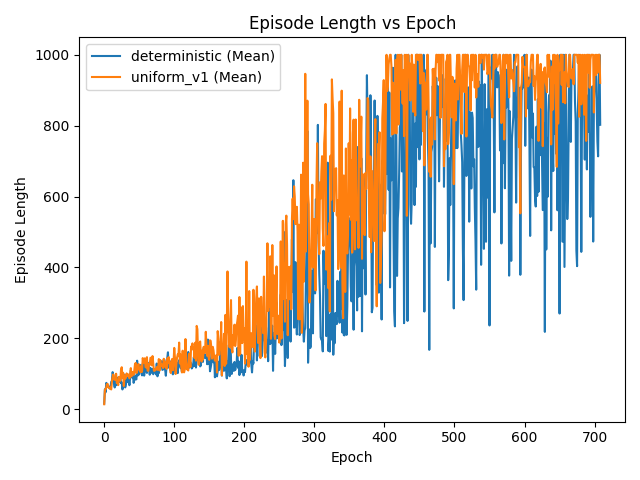 Episode Length vs Epoch
deterministic (Mean)
uniform_v1 (Mean)
Episode Length
1000
800
600
400
200
0
0 100 200 300 400 500 600 700
Epoch